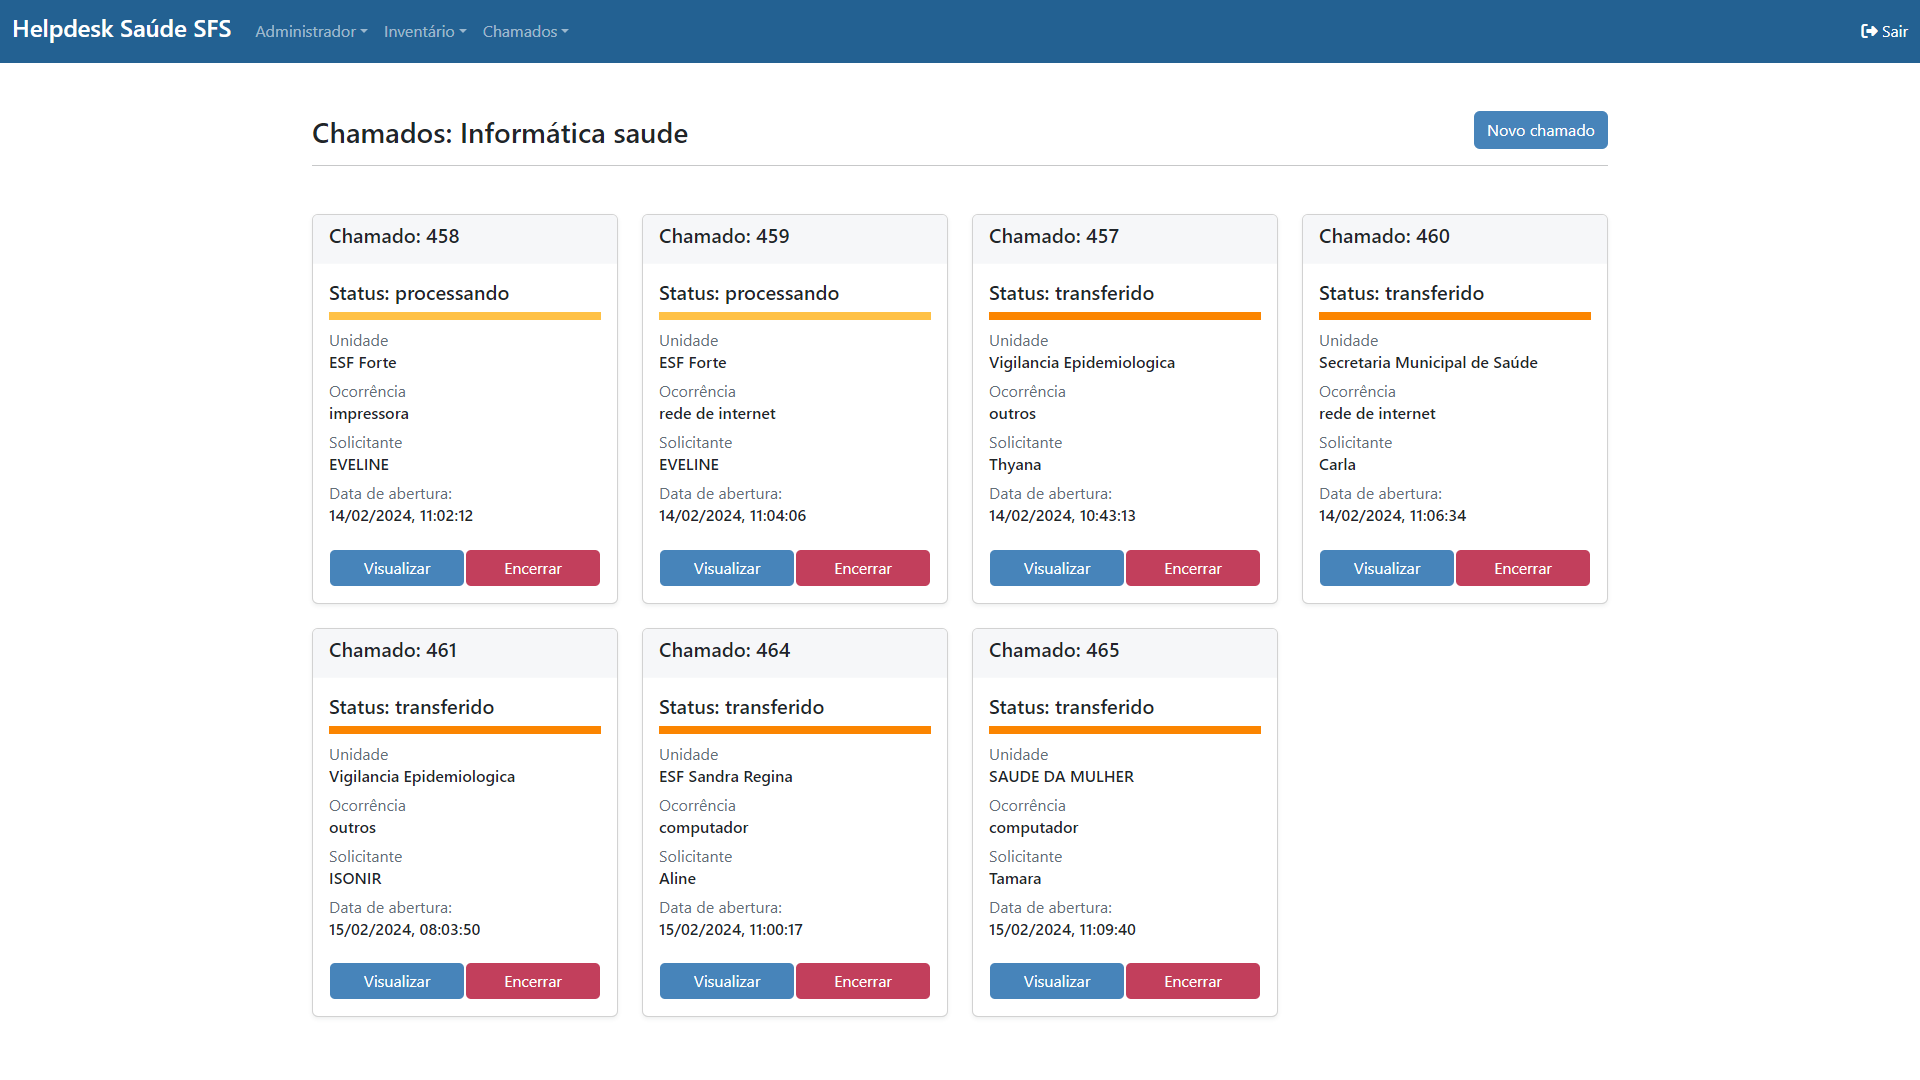 Helpdesk Saúde SFS
Administrador
Inventário
Chamados
Sair
Chamados: Informática saude
Novo chamado
Chamado: 458
Status: processando
Unidade
ESF Forte
Ocorrência
impressora
Solicitante
EVELINE
Data de abertura:
14/02/2024, 11:02:12
Visualizar
Encerrar
Chamado: 459
Status: processando
Unidade
ESF Forte
Ocorrência
rede de internet
Solicitante
EVELINE
Data de abertura:
14/02/2024, 11:04:06
Visualizar
Encerrar
Chamado: 457
Status: transferido
Unidade
Vigilancia Epidemiologica
Ocorrência
outros
Solicitante
Thyana
Data de abertura:
14/02/2024, 10:43:13
Visualizar
Encerrar
Chamado: 460
Status: transferido
Unidade
Secretaria Municipal de Saúde
Ocorrência
rede de internet
Solicitante
Carla
Data de abertura:
14/02/2024, 11:06:34
Visualizar
Encerrar
Chamado: 461
Status: transferido
Unidade
Vigilancia Epidemiologica
Ocorrência
outros
Solicitante
ISONIR
Data de abertura:
15/02/2024, 08:03:50
Visualizar
Encerrar
Chamado: 464
Status: transferido
Unidade
ESF Sandra Regina
Ocorrência
computador
Solicitante
Aline
Data de abertura:
15/02/2024, 11:00:17
Visualizar
Encerrar
Chamado: 465
Status: transferido
Unidade
SAUDE DA MULHER
Ocorrência
computador
Solicitante
Tamara
Data de abertura:
15/02/2024, 11:09:40
Visualizar
Encerrar